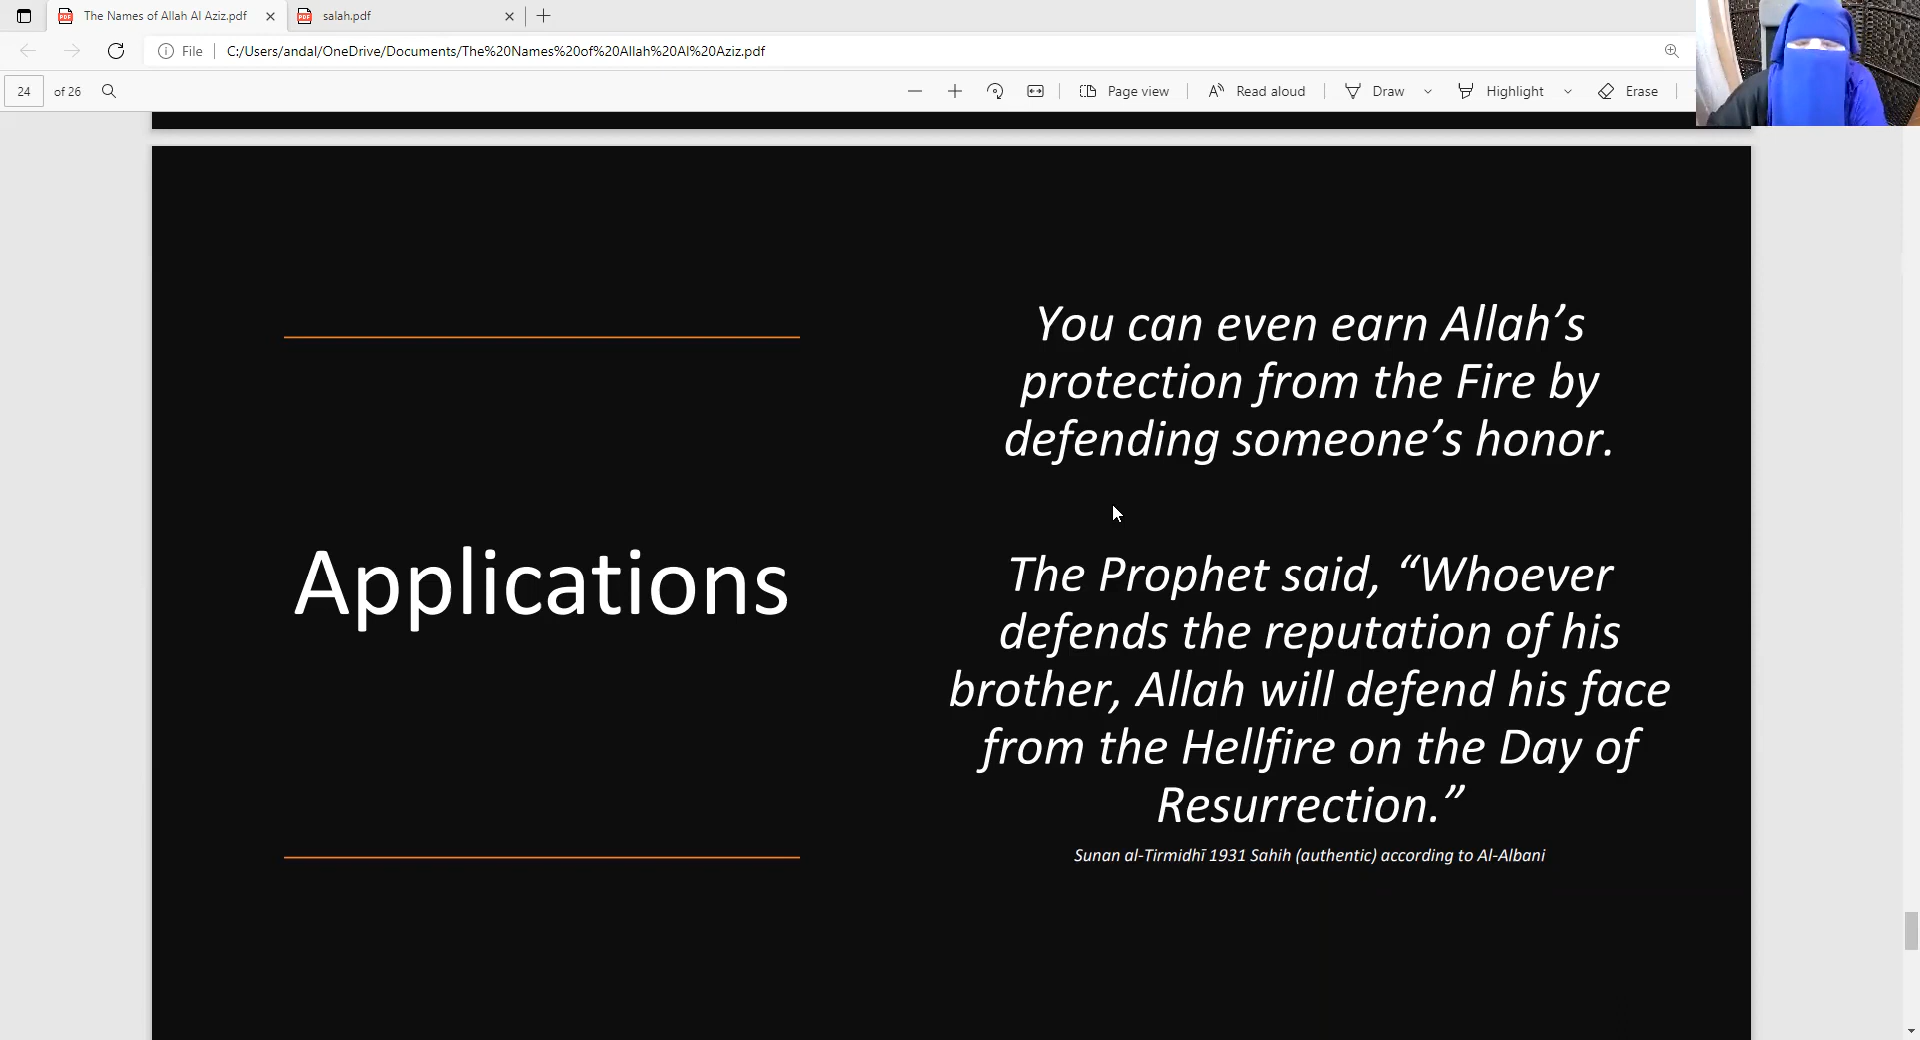 The Names of Allah Al Aziz.pdf
salah.pdf
File
C:/Users/andal/OneDrive/Documents/The%20Names%20of%20Allah%20Al%20Aziz.pdf
24
of 26
Page view
Read aloud
Draw
Highlight
Erase
Applications
You can even earn Allah’s
protection from the Fire by
defending someone’s honor.
The Prophet said, “Whoever
defends the reputation of his
brother, Allah will defend his face
from the Hellfire on the Day of
Resurrection.”
Sunan al-Tirmidhī 1931 Sahih (authentic) according to Al-Albani